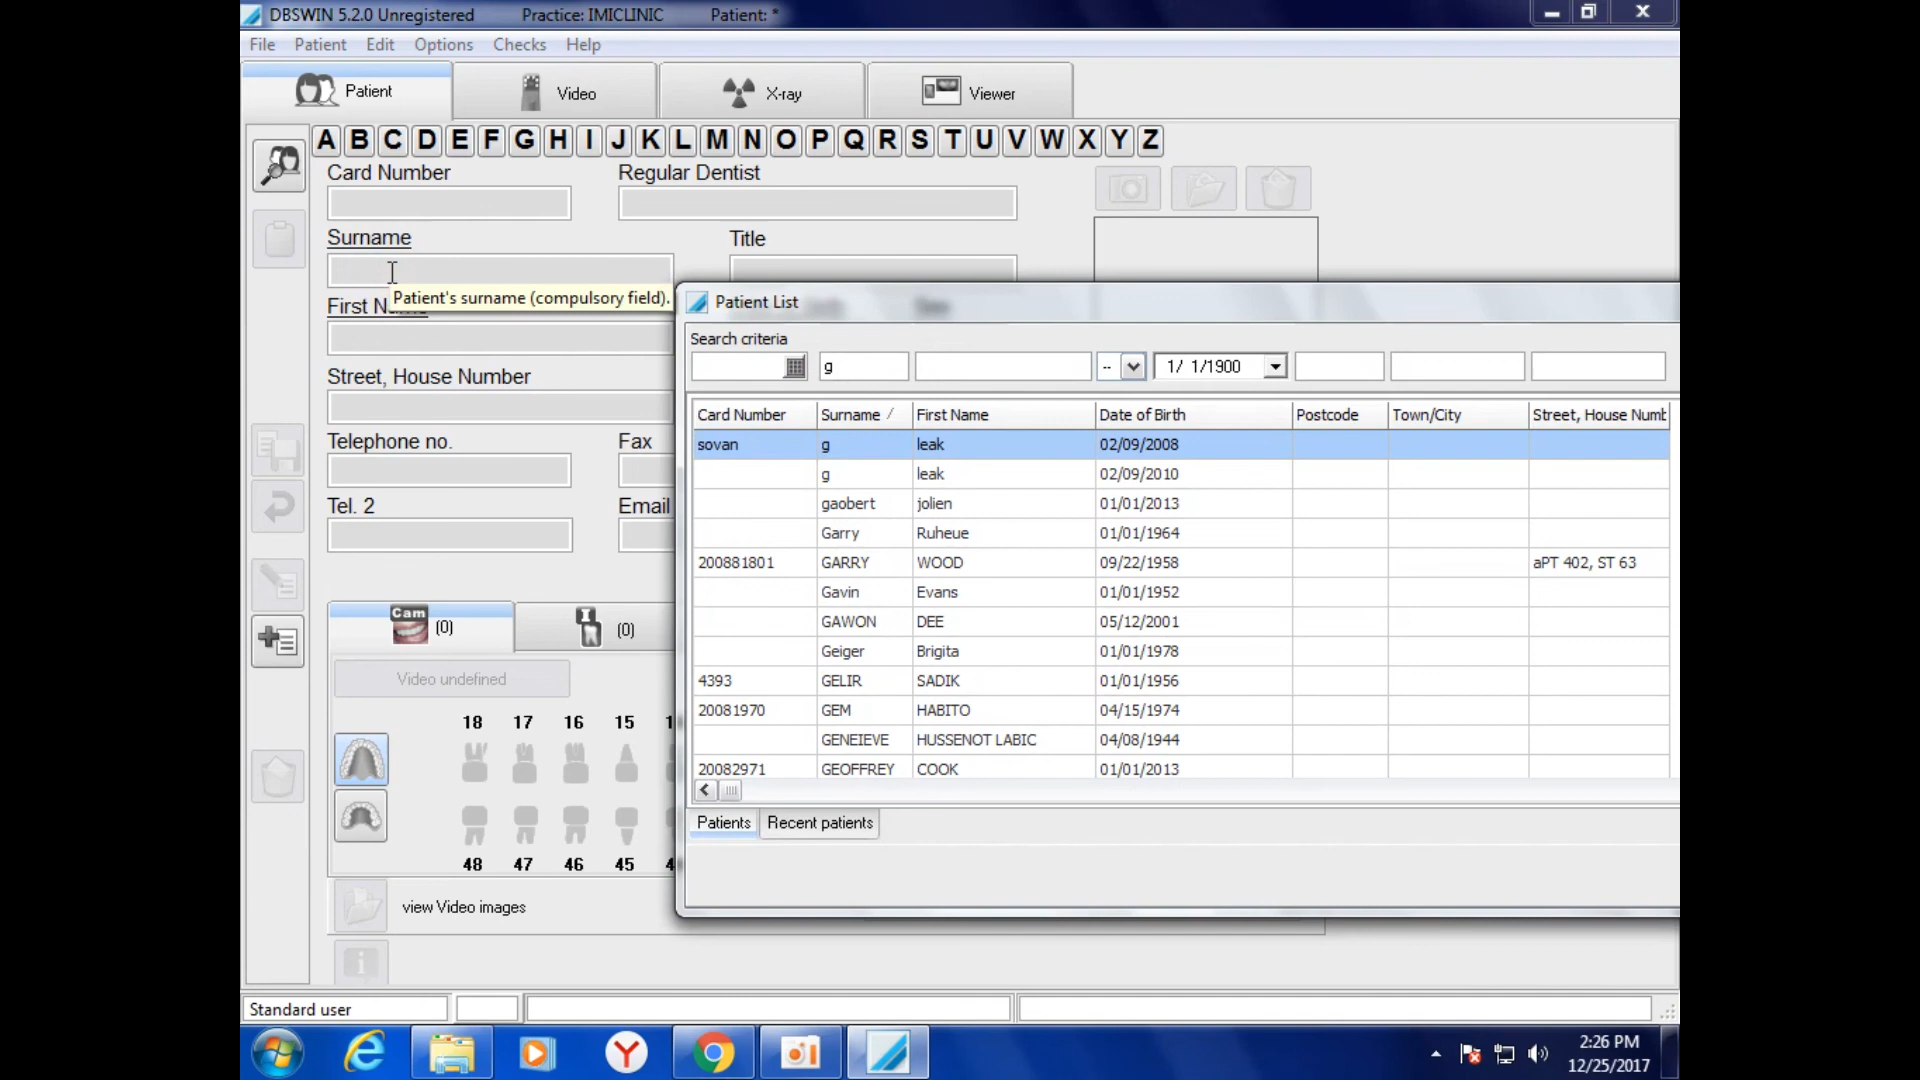 DBSWIN 5.2.0 Unregistered Practice: IMICLINIC Patient: *
File Patient Edit Options Checks Help
Patient Video X-ray Viewer
A B C D E F G H I J K L M N O P Q R S T U V W X Y Z
Card Number Regular Dentist
Surname Title
Patient's surname (compulsory field).
First
Street, House Number
Telephone no. Fax
Tel. 2 Email
Cam (0) (0)
Video undefined
18 17 16 15
48 47 46 45
view Video images
Patient List
Search criteria
g -- 1/ 1/1900
Card Number Surname / First Name Date of Birth Postcode Town/City Street, House Numb
sovan g leak 02/09/2008
g leak 02/09/2010
gaobert jolien 01/01/2013
Garry Ruheue 01/01/1964
200881801 GARRY WOOD 09/22/1958 aPT 402, ST 63
Gavin Evans 01/01/1952
GAWON DEE 05/12/2001
Geiger Brigita 01/01/1978
4393 GELIR SADIK 01/01/1956
20081970 GEM HABITO 04/15/1974
GENEIEVE HUSSENOT LABIC 04/08/1944
20082971 GEOFFREY COOK 01/01/2013
Patients Recent patients
Standard user
2:26 PM
12/25/2017